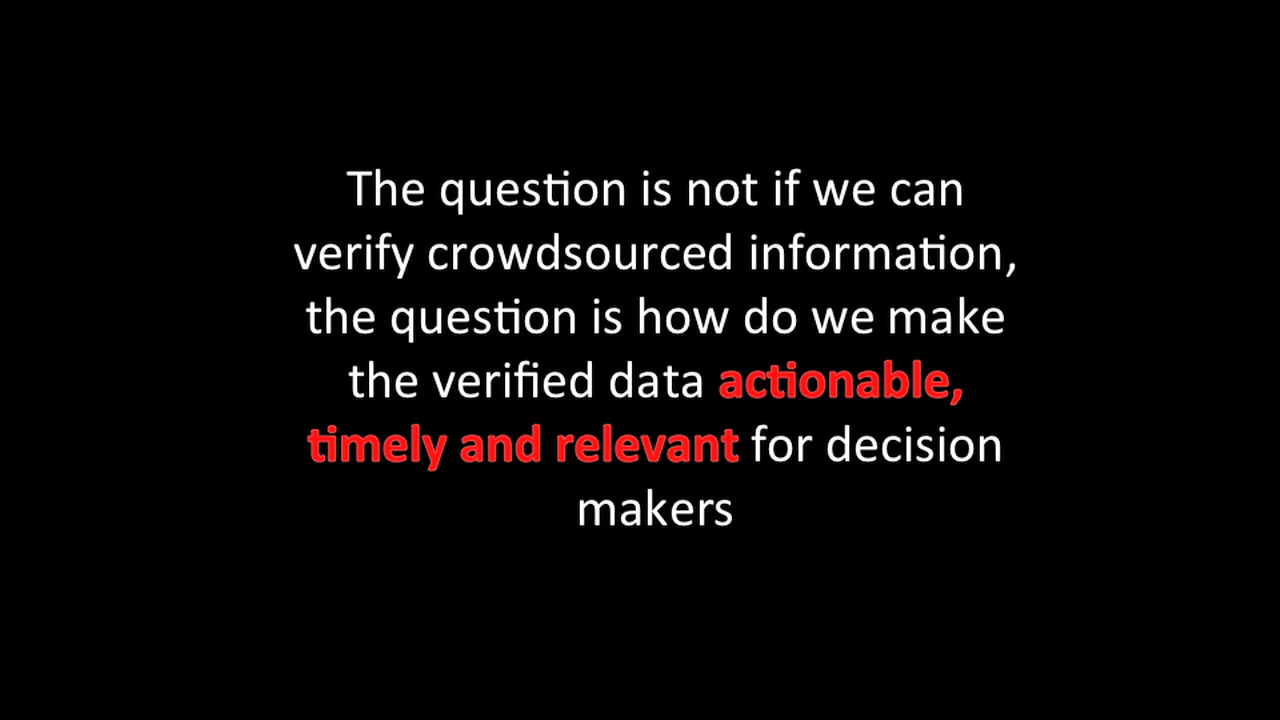 The question is not if we can
verify crowdsourced information,
the question is how do we make
the verified data actionable,
timely and relevant for decision
makers